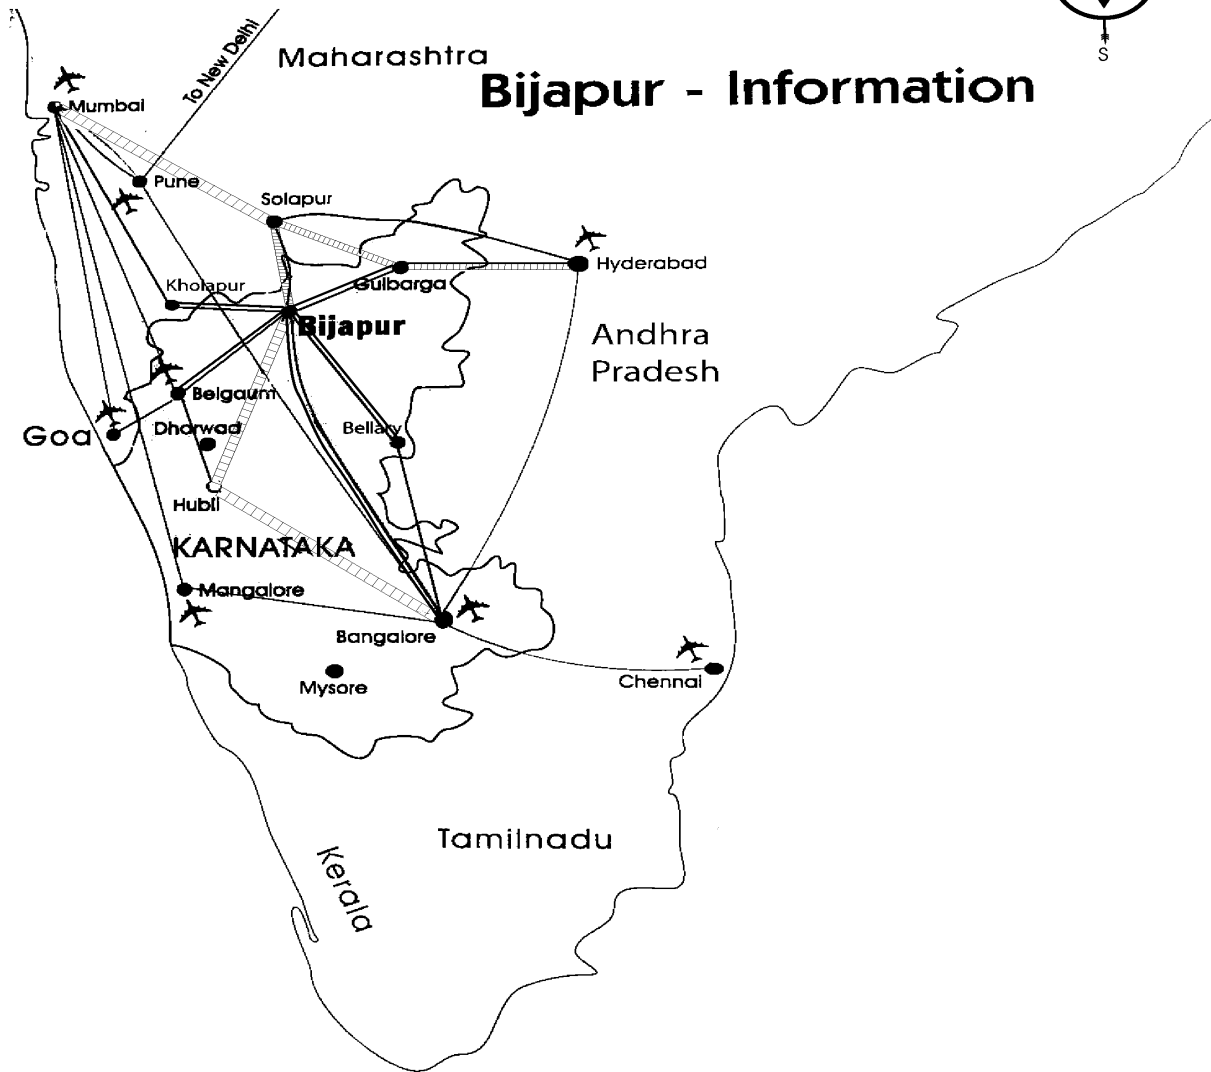 S
To New Delhi
Maharashtra
Bijapur - Information
Mumbai
Pune
Solapur
Hyderabad
Kholapur
Gulbarga
Bijapur
Andhra
Pradesh
Belgaum
Goa
Dharwad
Bellary
Hubli
KARNATAKA
Mangalore
Bangalore
Mysore
Chennai
Tamilnadu
Kerala